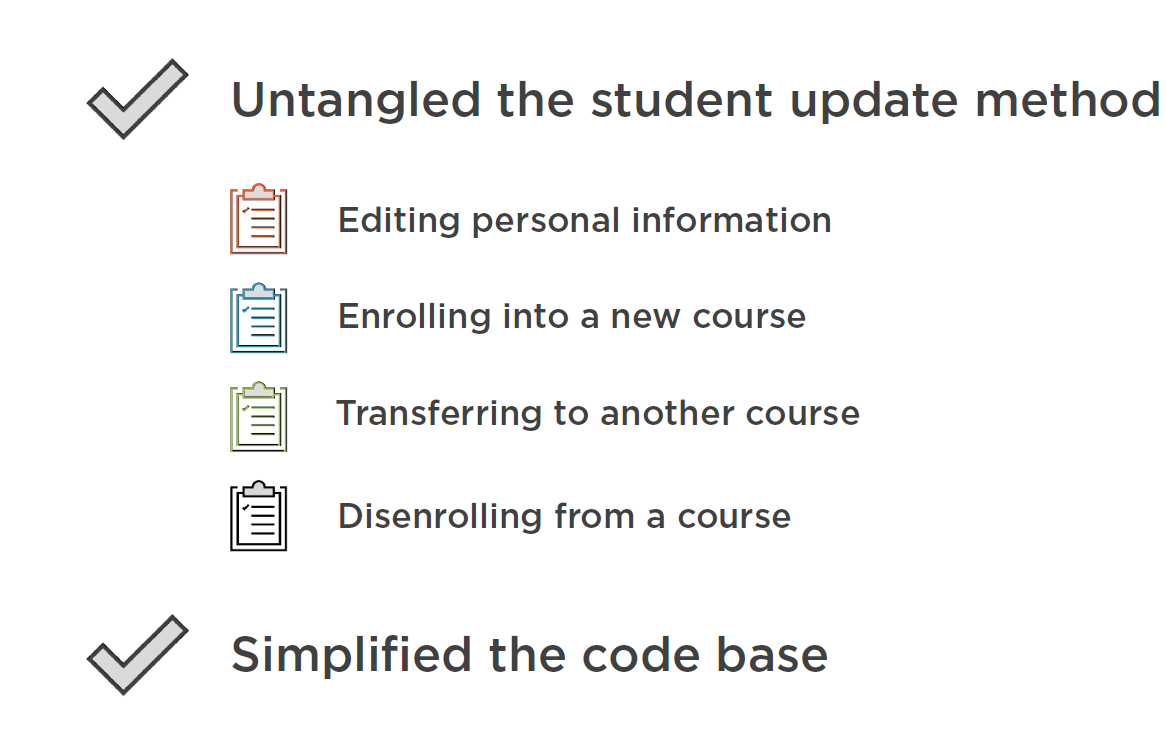 Untangled the student update method
Editing personal information
Enrolling into a new course
Transferring to another course
Disenrolling from a course
Simplified the code base